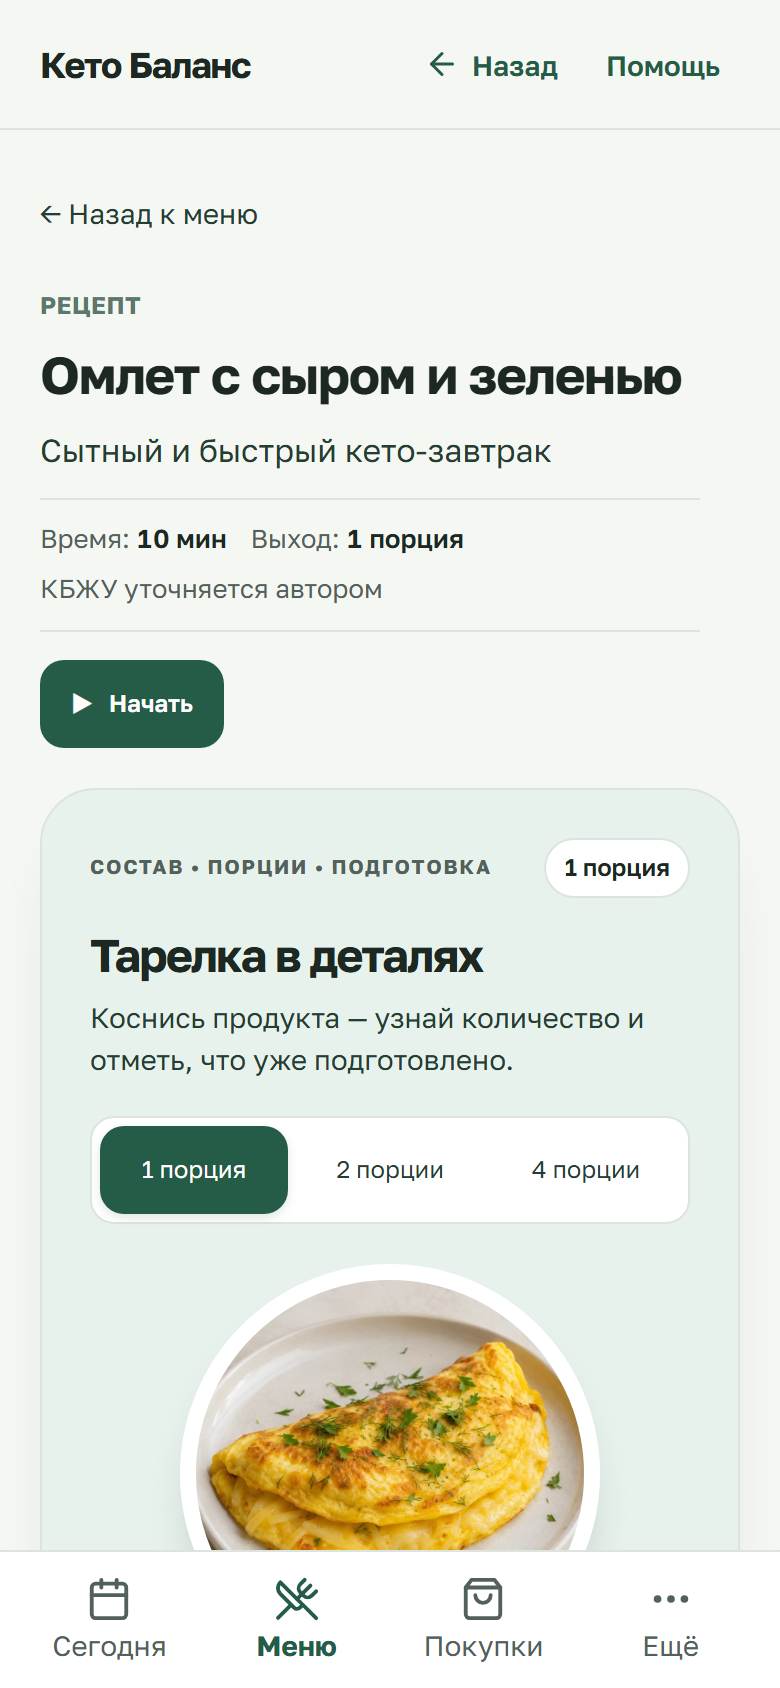 Кето Баланс
← Назад
Помощь
← Назад к меню
РЕЦЕПТ
Омлет с сыром и зеленью
Сытный и быстрый кето-завтрак
Время: 10 мин Выход: 1 порция
КБЖУ уточняется автором
Начать
СОСТАВ • ПОРЦИИ • ПОДГОТОВКА
1 порция
Тарелка в деталях
Коснись продукта — узнай количество и
отметь, что уже подготовлено.
1 порция
2 порции
4 порции
Сегодня
Меню
Покупки
Ещё